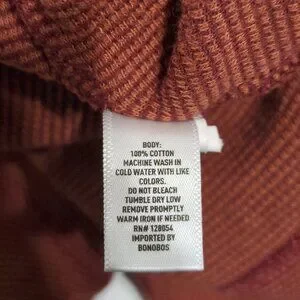 BODY:
100% COTTON
MACHINE WASH IN
COLD WATER WITH LIKE
COLORS.
DO NOT BLEACH
TUMBLE DRY LOW
REMOVE PROMPTLY
WARM IRON IF NEEDED
RN# 128054
IMPORTED BY
BONOBOS